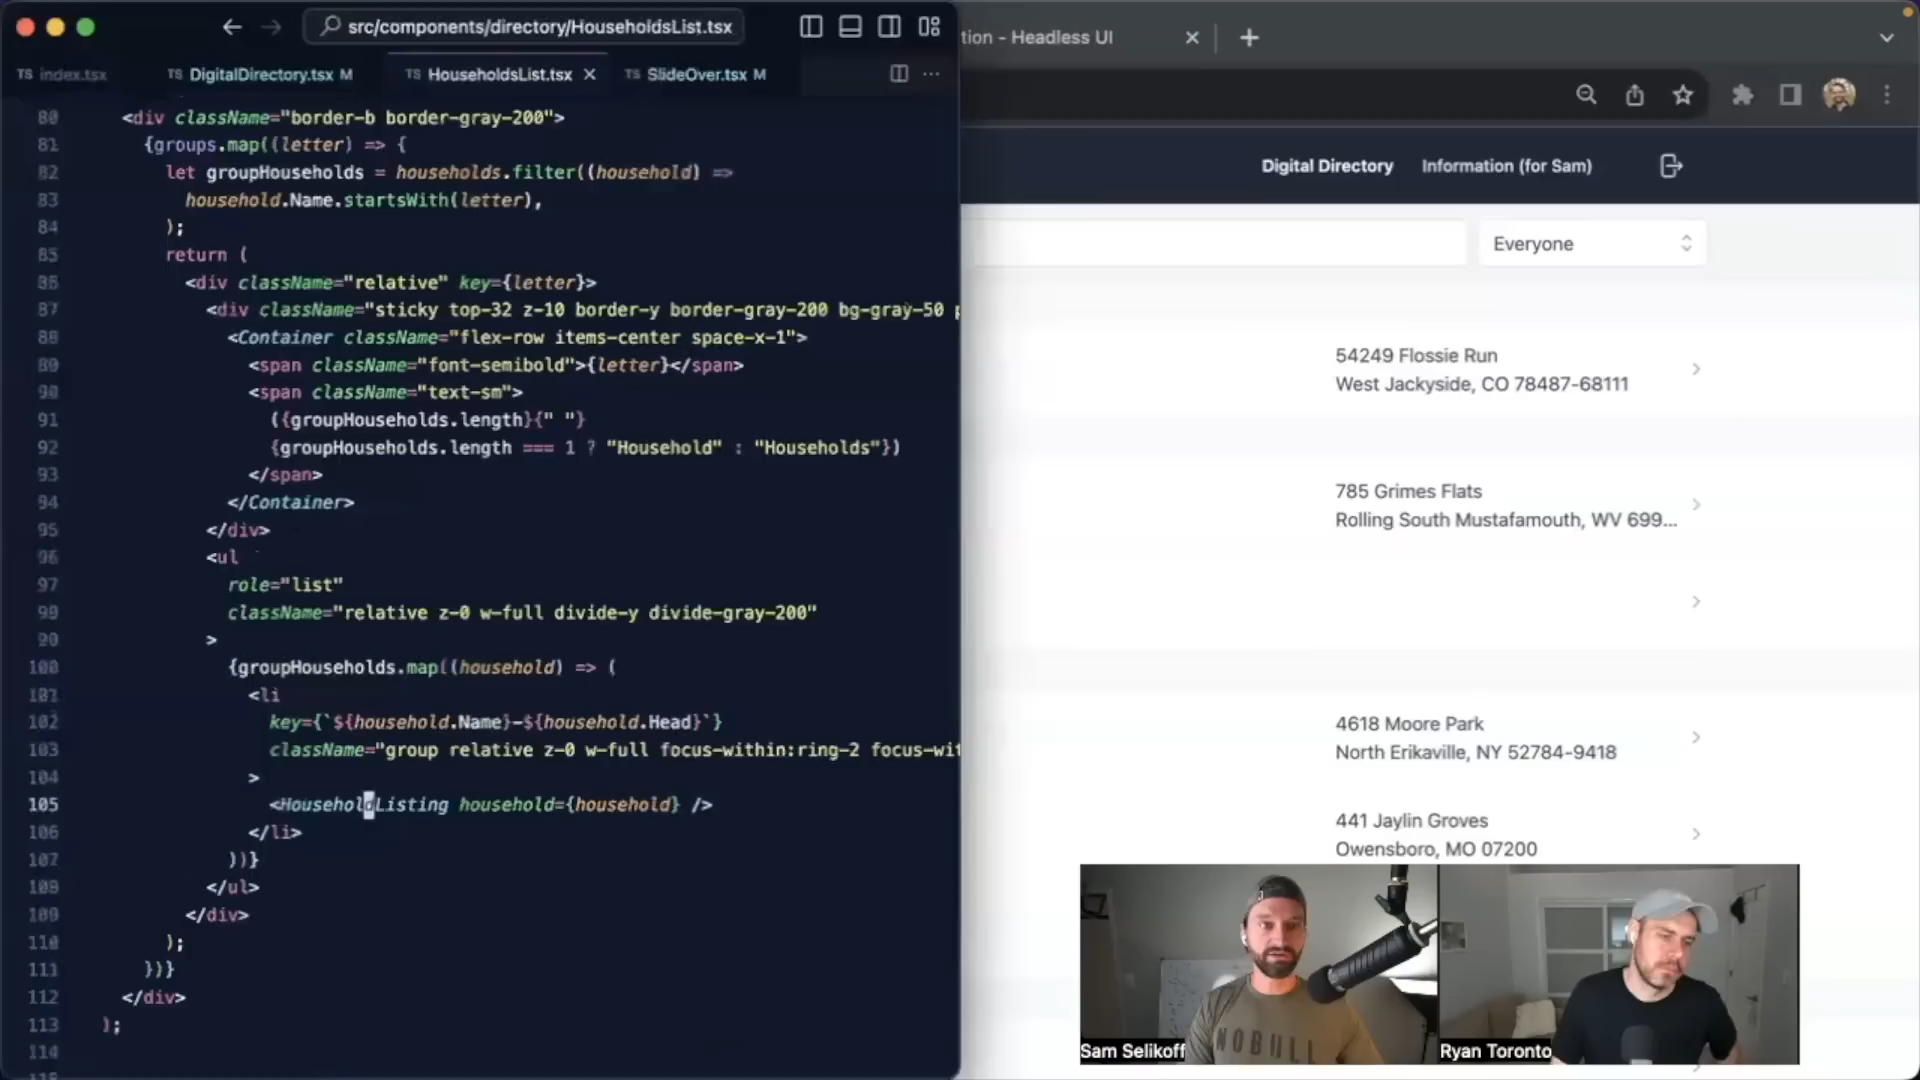 src/components/directory/HouseholdsList.tsx
TS index.tsx
TS DigitalDirectory.tsx M
TS HouseholdsList.tsx
TS SlideOver.tsx M
80 <div className="border-b border-gray-200">
81 {groups.map((letter) => {
82 let groupHouseholds = households.filter((household) =>
83 household.Name.startsWith(letter),
84 );
85 return (
86 <div className="relative" key={letter}>
87 <div className="sticky top-32 z-10 border-y border-gray-200 bg-gray-50 p
88 <Container className="flex-row items-center space-x-1">
89 <span className="font-semibold">{letter}</span>
90 <span className="text-sm">
91 ({groupHouseholds.length}{" "}
92 {groupHouseholds.length === 1 ? "Household" : "Households"})
93 </span>
94 </Container>
95 </div>
96 <ul
97 role="list"
98 className="relative z-0 w-full divide-y divide-gray-200"
99 >
100 {groupHouseholds.map((household) => (
101 <li
102 key={`${household.Name}-${household.Head}`}
103 className="group relative z-0 w-full focus-within:ring-2 focus-wit
104 >
105 <HouseholdListing household={household} />
106 </li>
107 ))}
108 </ul>
109 </div>
110 );
111 })}
112 </div>
113 );
114
tion - Headless UI
Digital Directory
Information (for Sam)
Everyone
54249 Flossie Run
West Jackyside, CO 78487-68111
785 Grimes Flats
Rolling South Mustafamouth, WV 699...
4618 Moore Park
North Erikaville, NY 52784-9418
441 Jaylin Groves
Owensboro, MO 07200
NOBULL
Sam Selikoff
Ryan Toronto